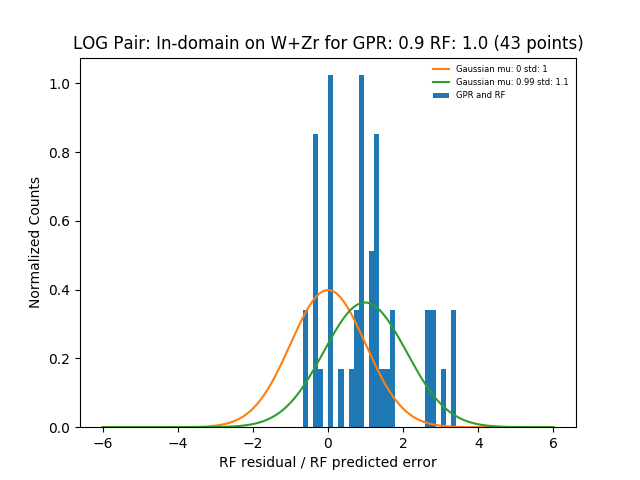 LOG Pair: In-domain on W+Zr for GPR: 0.9 RF: 1.0 (43 points)
Gaussian mu: 0 std: 1
Gaussian mu: 0.99 std: 1.1
GPR and RF
Normalized Counts
1.0
0.8
0.6
0.4
0.2
0.0
−6 −4 −2 0 2 4 6
RF residual / RF predicted error